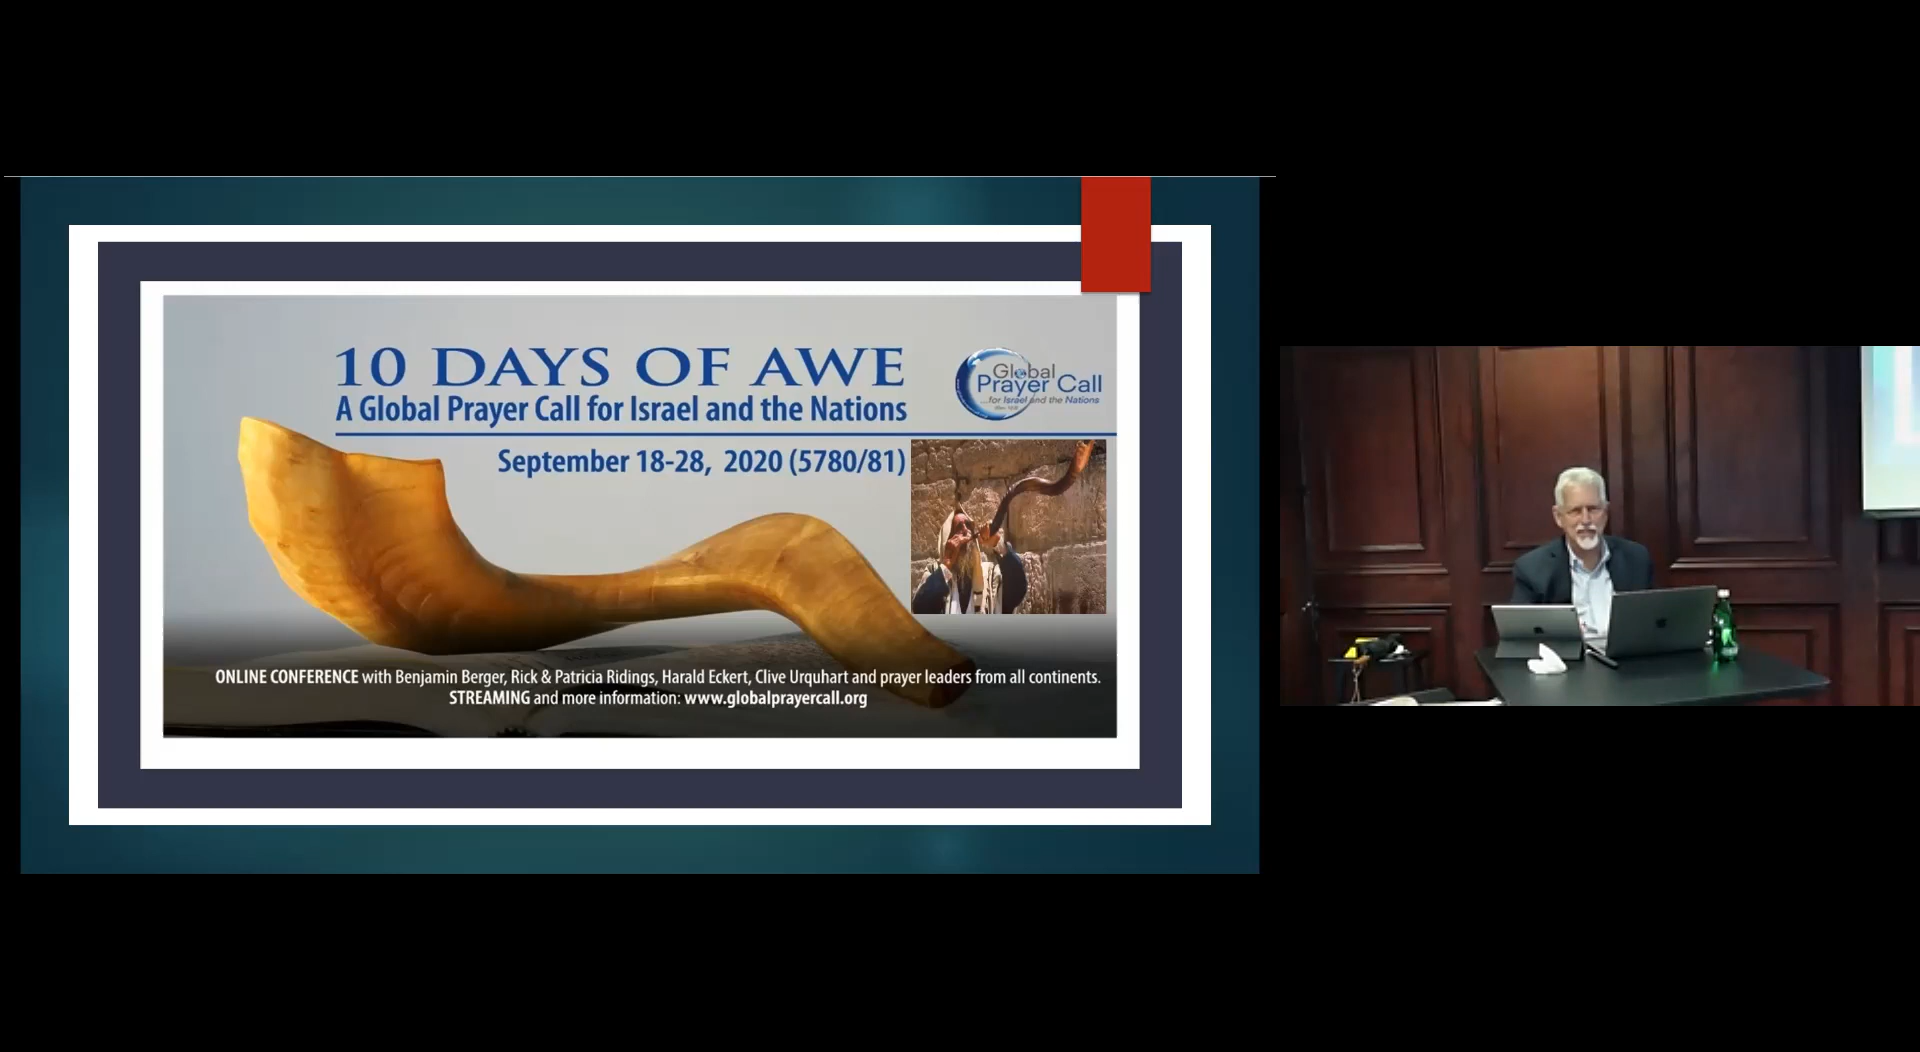 10 DAYS OF AWE
A Global Prayer Call for Israel and the Nations
Global
Prayer Call
...for Israel and the Nations
September 18-28, 2020 (5780/81)
ONLINE CONFERENCE with Benjamin Berger, Rick & Patricia Ridings, Harald Eckert, Clive Urquhart and prayer leaders from all continents.
STREAMING and more information: www.globalprayercall.org